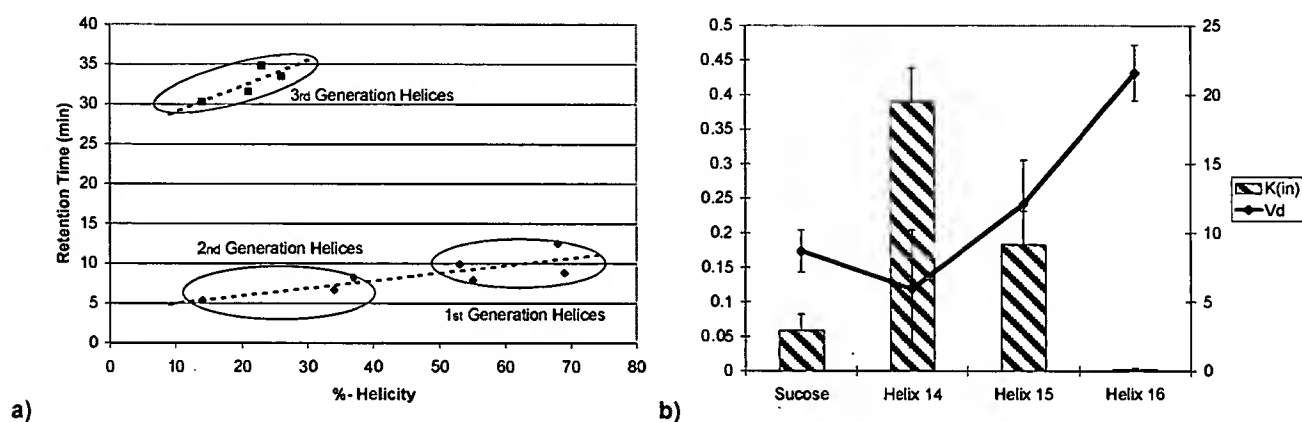 40
35
30
25
20
15
10
5
0
Retention Time (min)
3rd Generation Helices
2nd Generation Helices
1st Generation Helices
0 10 20 30 40 50 60 70 80
%- Helicity
a)
0.5
0.45
0.4
0.35
0.3
0.25
0.2
0.15
0.1
0.05
0
25
20
15
10
5
0
K(in)
Vd
Sucose Helix 14 Helix 15 Helix 16
b)